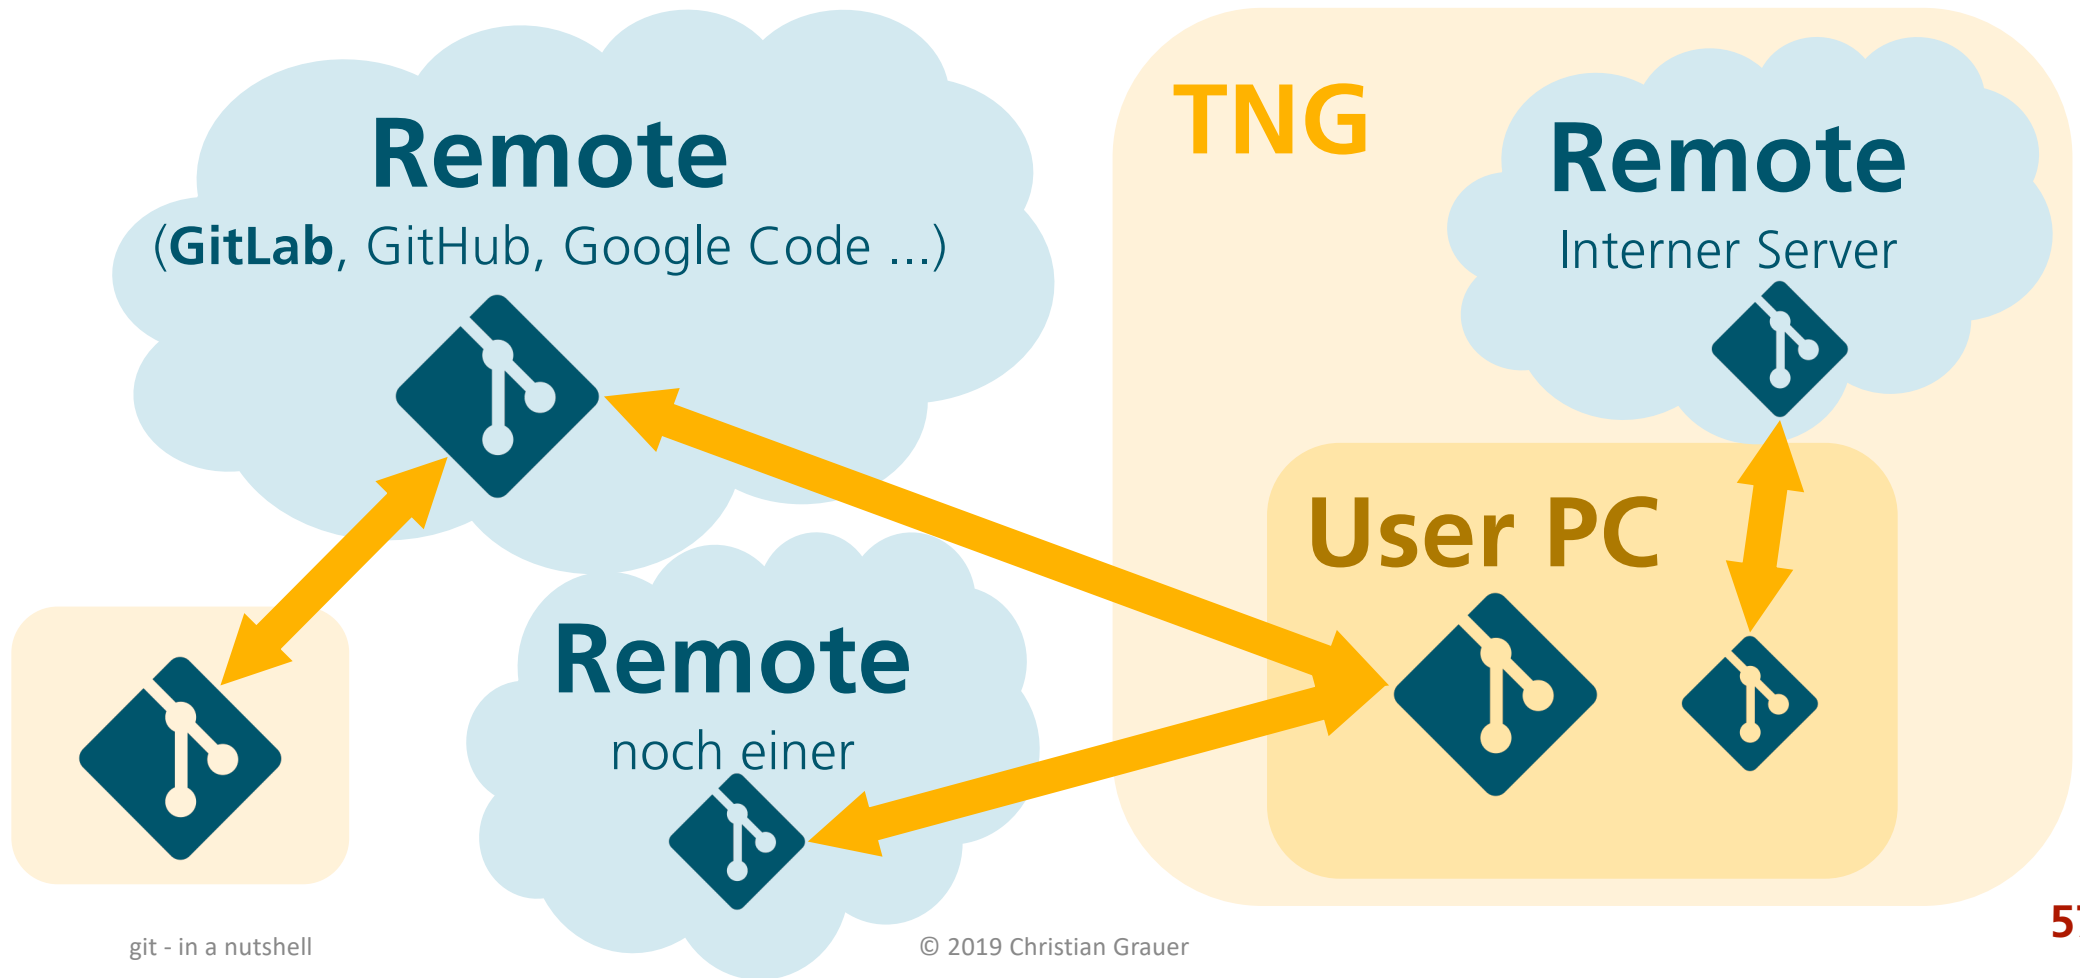 Remote
(GitLab, GitHub, Google Code ...)
TNG
Remote
Interner Server
User PC
Remote
noch einer
git - in a nutshell
© 2019 Christian Grauer
57